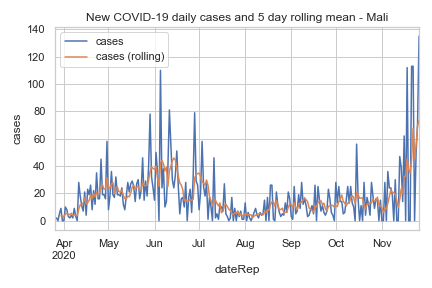 New COVID-19 daily cases and 5 day rolling mean - Mali
cases
cases (rolling)
140
120
100
80
60
40
20
0
cases
Apr May Jun Jul Aug Sep Oct Nov
2020
dateRep